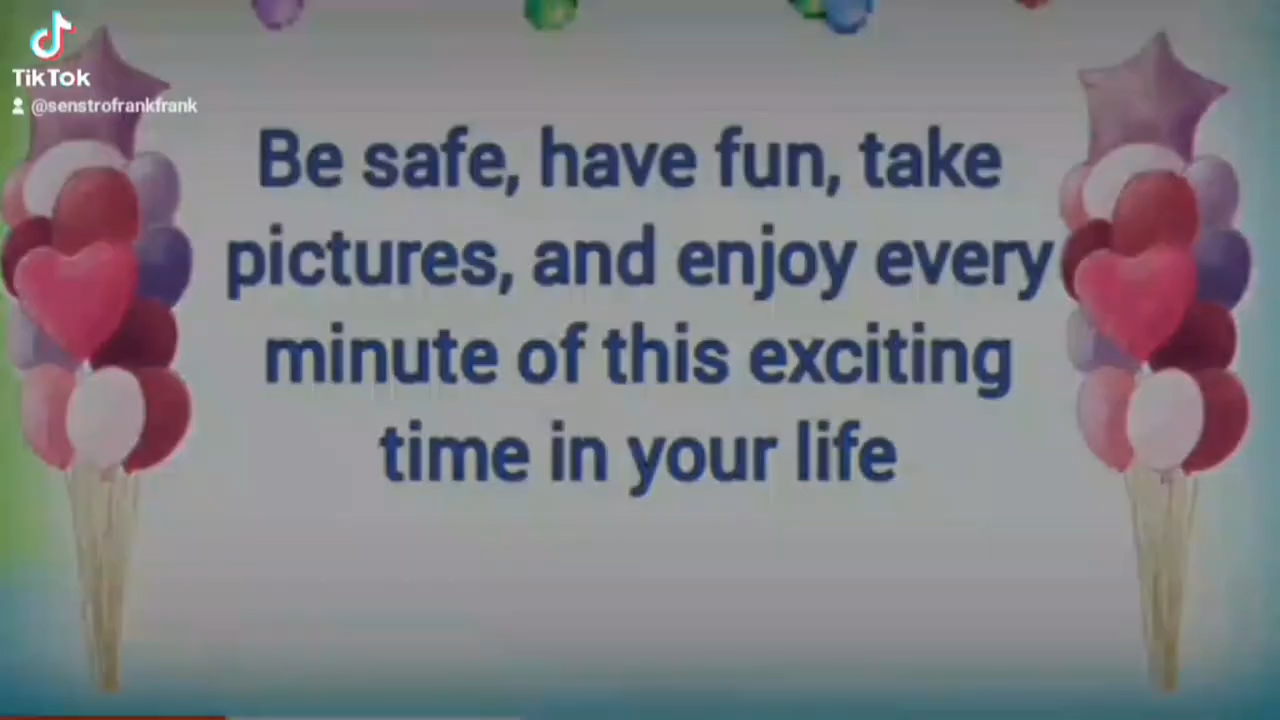 TikTok
@senstrofrankfrank
Be safe, have fun, take
pictures, and enjoy every
minute of this exciting
time in your life